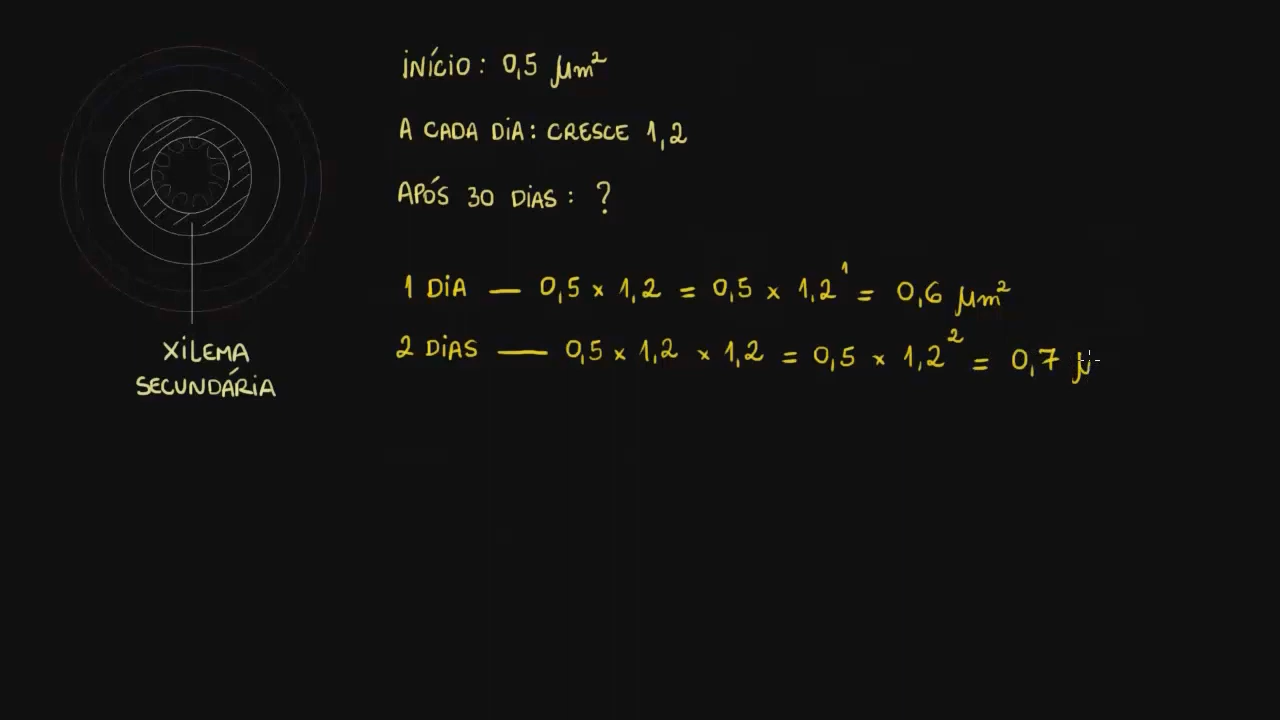 INÍCIO: 0,5 µm²
A CADA DIA: CRESCE 1,2
APÓS 30 DIAS: ?
1 DIA — 0,5 × 1,2 = 0,5 × 1,2¹ = 0,6 µm²
2 DIAS — 0,5 × 1,2 × 1,2 = 0,5 × 1,2² = 0,7 µ
XILEMA
SECUNDÁRIA